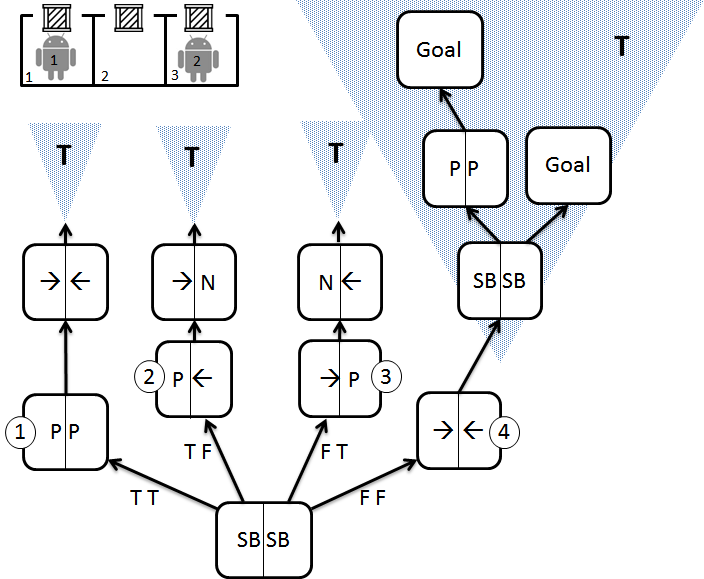 1 2
1 2 3
Goal T
T T T
P P Goal
→ ← → N N ← SB SB
2 P ← → P 3
1 P P → ← 4
T F F T
T T F F
SB SB